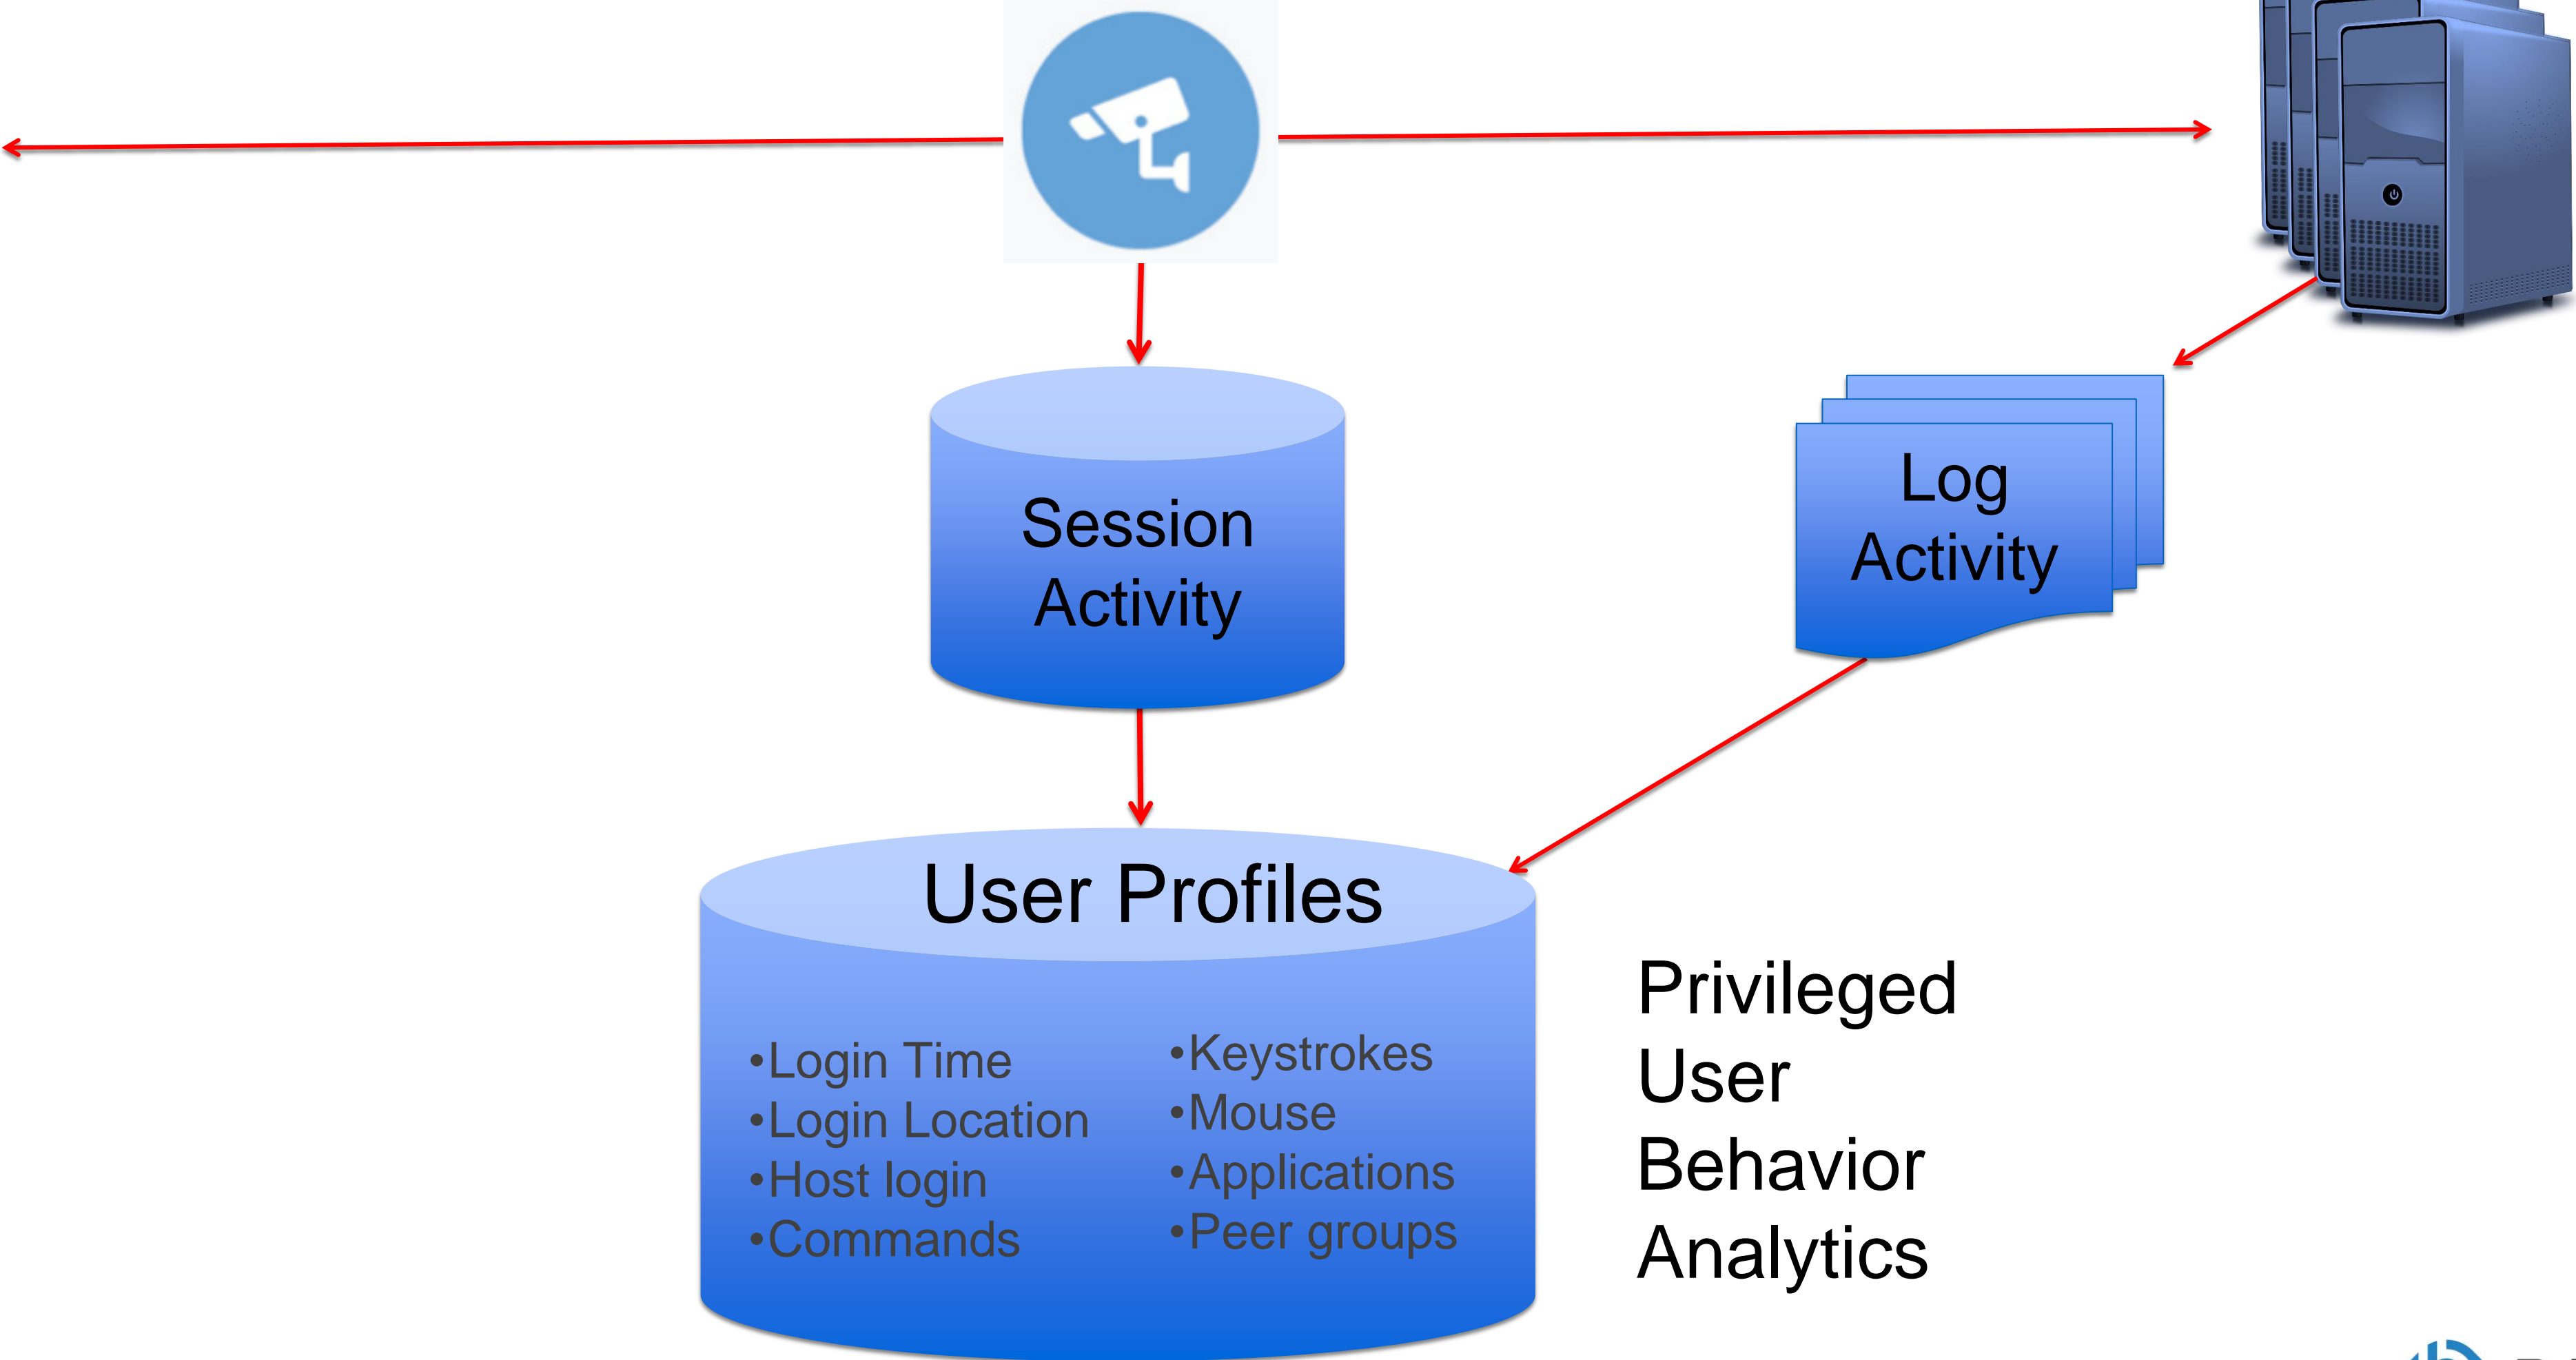 Session
Activity
Log
Activity
User Profiles
•Login Time
•Login Location
•Host login
•Commands
•Keystrokes
•Mouse
•Applications
•Peer groups
Privileged
User
Behavior
Analytics